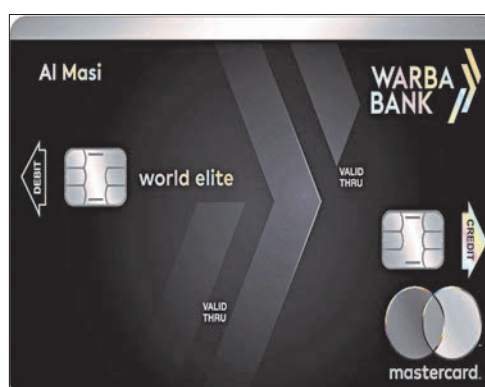 Al Masi
WARBA
BANK
DEBIT
world elite
VALID
THRU
CREDIT
VALID
THRU
mastercard.